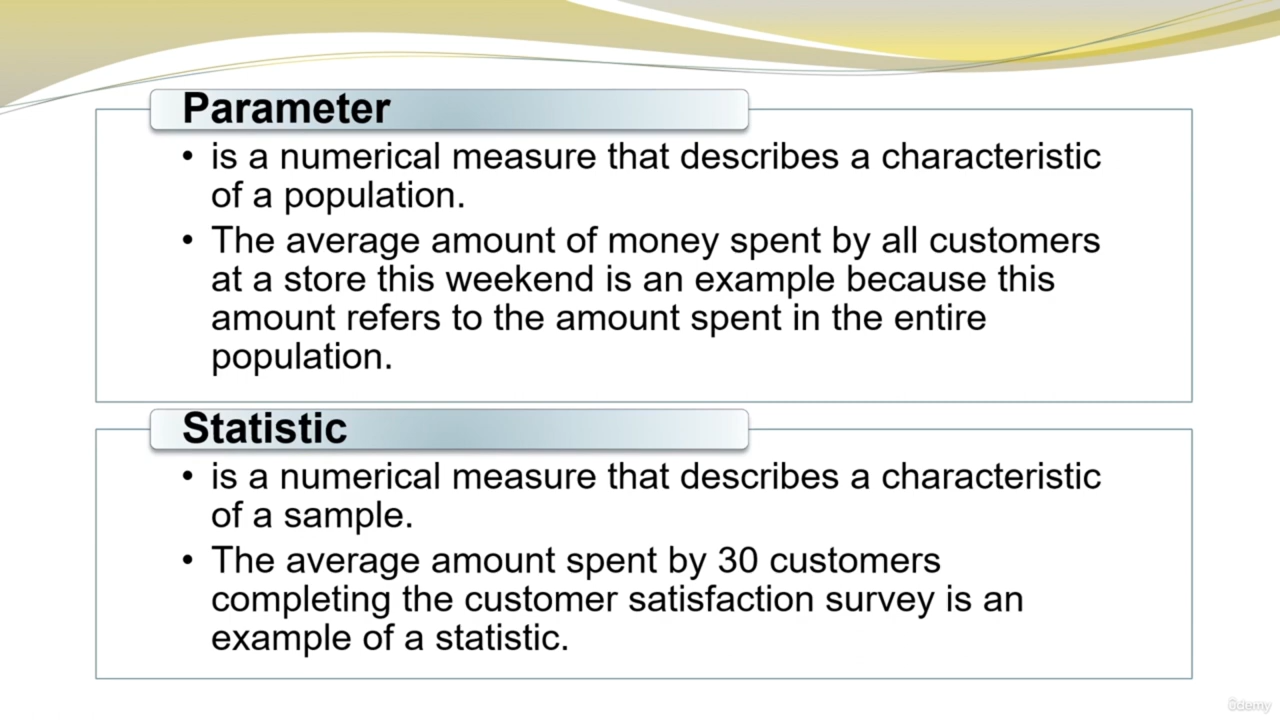 Parameter
• is a numerical measure that describes a characteristic
of a population.
• The average amount of money spent by all customers
at a store this weekend is an example because this
amount refers to the amount spent in the entire
population.
Statistic
• is a numerical measure that describes a characteristic
of a sample.
• The average amount spent by 30 customers
completing the customer satisfaction survey is an
example of a statistic.
ûdemy